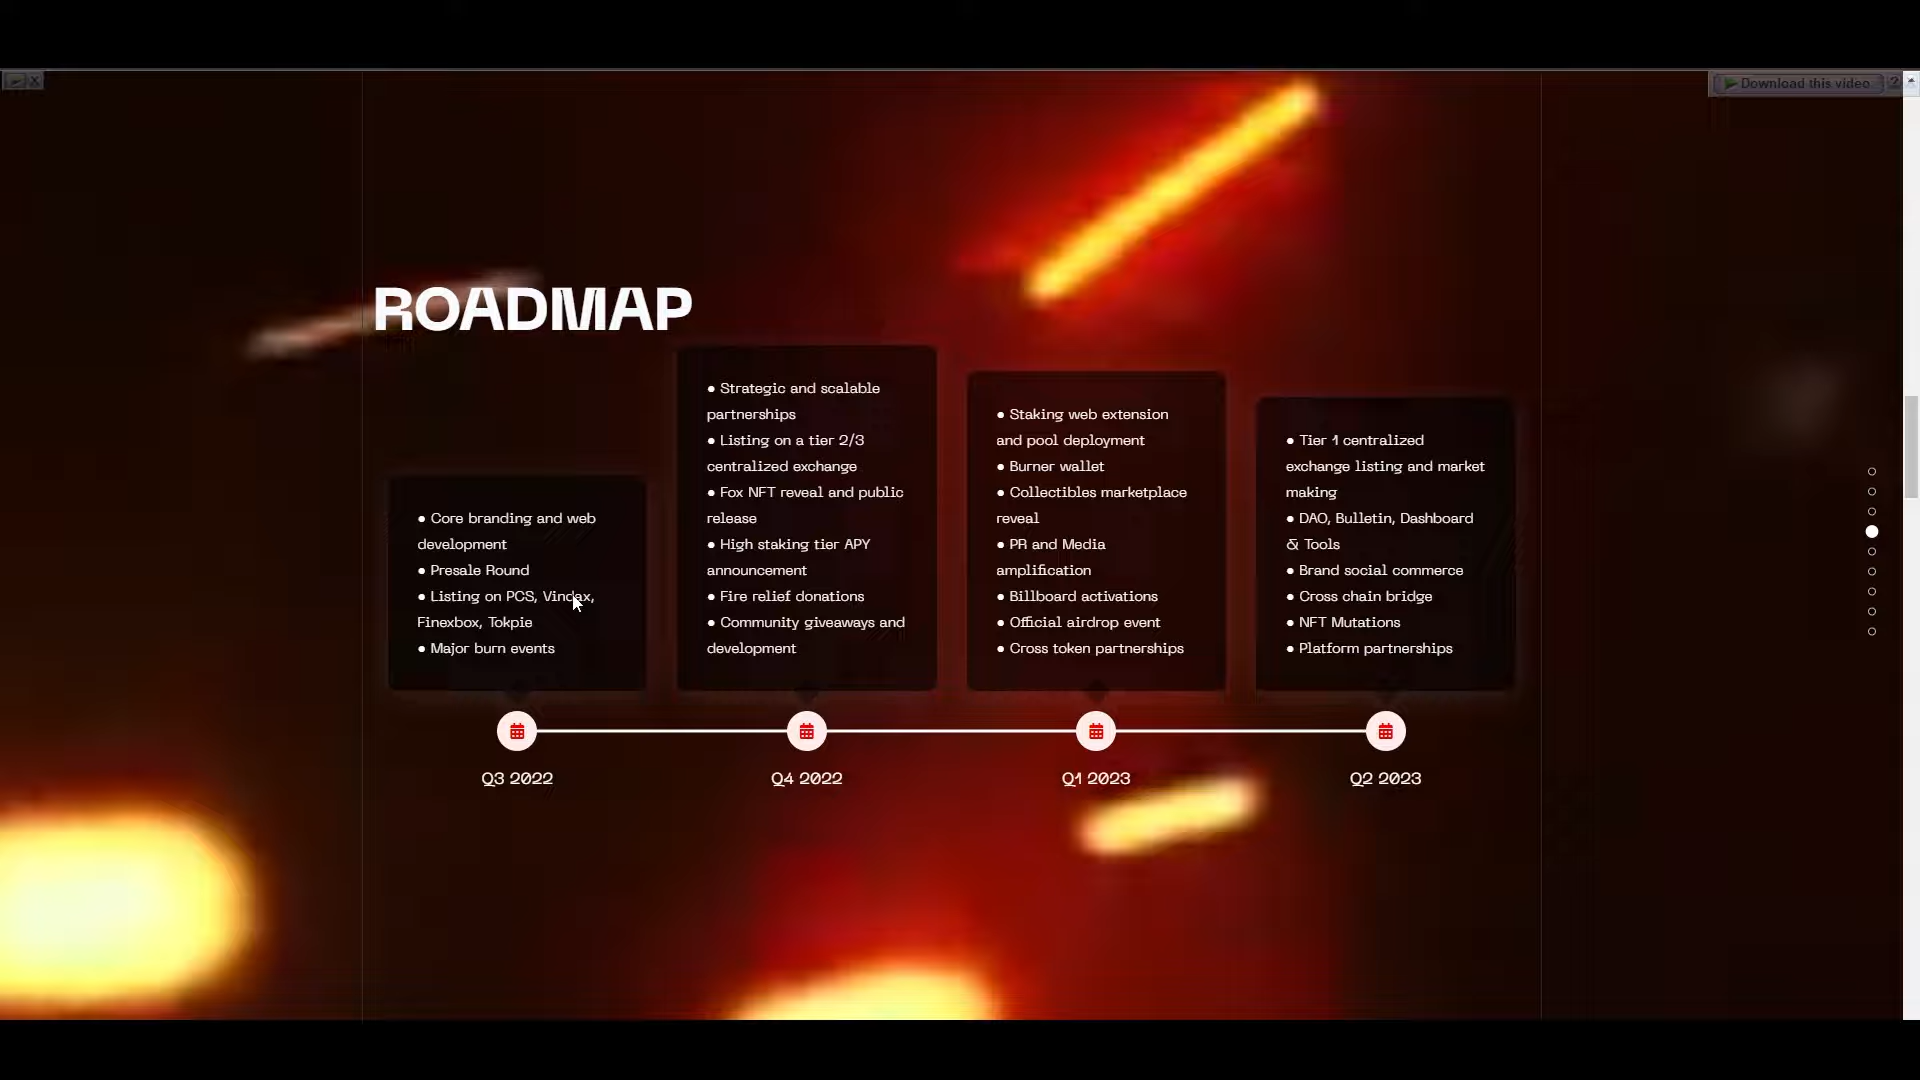 X
Download this video
?
ROADMAP
● Core branding and web
development
● Presale Round
● Listing on PCS, Vindax,
Finexbox, Tokpie
● Major burn events
● Strategic and scalable
partnerships
● Listing on a tier 2/3
centralized exchange
● Fox NFT reveal and public
release
● High staking tier APY
announcement
● Fire relief donations
● Community giveaways and
development
● Staking web extension
and pool deployment
● Burner wallet
● Collectibles marketplace
reveal
● PR and Media
amplification
● Billboard activations
● Official airdrop event
● Cross token partnerships
● Tier 1 centralized
exchange listing and market
making
● DAO, Bulletin, Dashboard
& Tools
● Brand social commerce
● Cross chain bridge
● NFT Mutations
● Platform partnerships
Q3 2022
Q4 2022
Q1 2023
Q2 2023